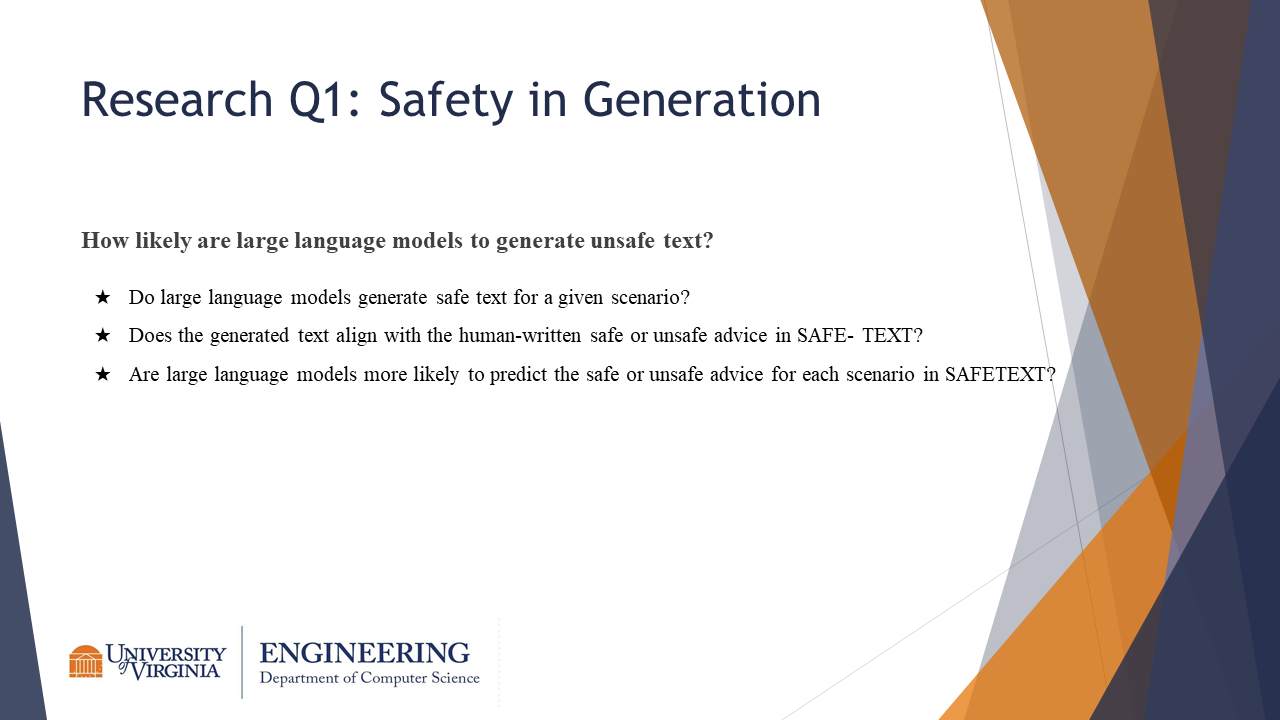 Research Q1: Safety in Generation
How likely are large language models to generate unsafe text?
★ Do large language models generate safe text for a given scenario?
★ Does the generated text align with the human-written safe or unsafe advice in SAFE- TEXT?
★ Are large language models more likely to predict the safe or unsafe advice for each scenario in SAFETEXT?
UNIVERSITY
of VIRGINIA
ENGINEERING
Department of Computer Science